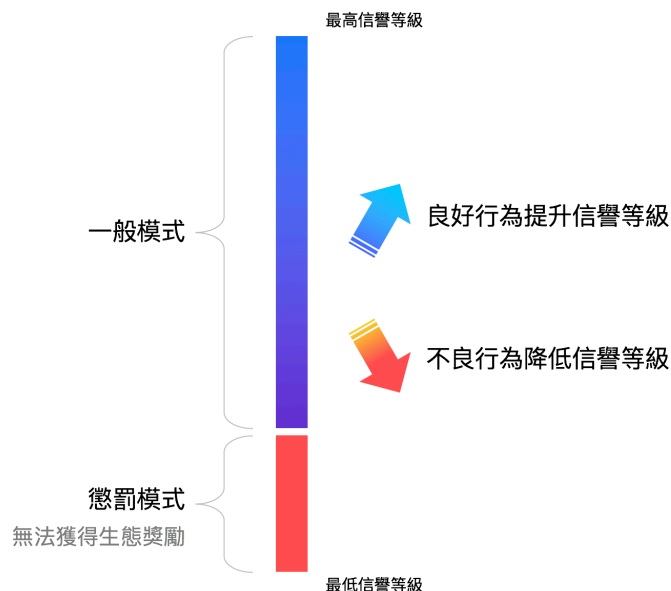 最高信譽等級
良好行為提升信譽等級
一般模式
不良行為降低信譽等級
懲罰模式
無法獲得生態獎勵
最低信譽等級